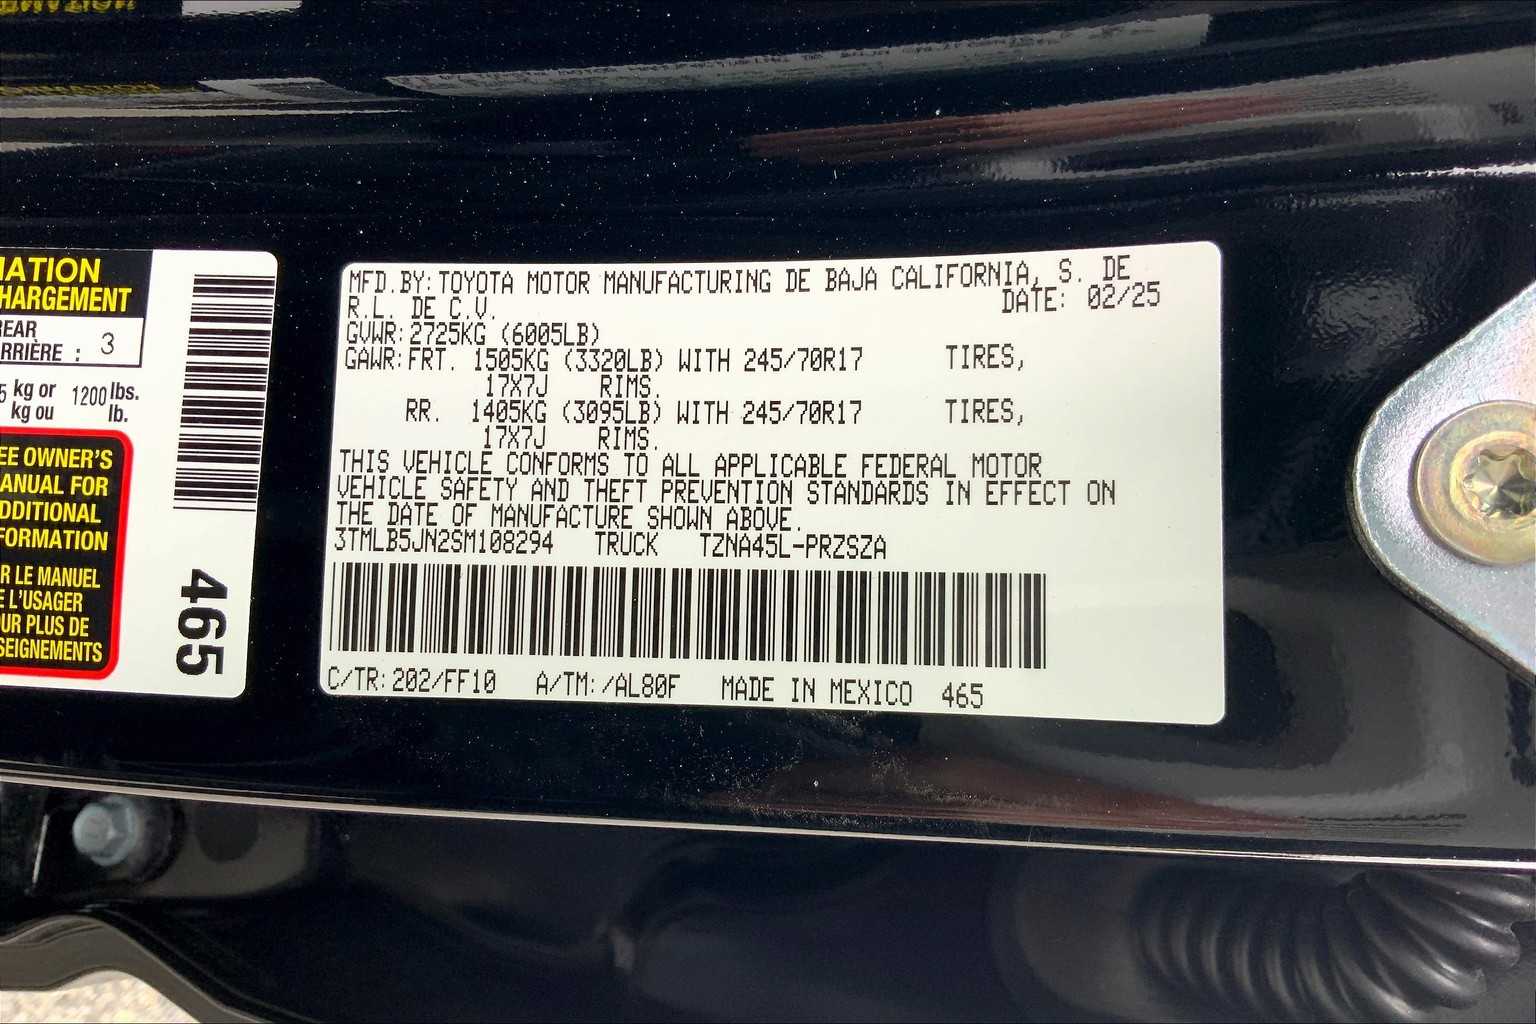 IATION
HARGEMENT
REAR
RRIÈRE : 3
5 kg or 1200 lbs.
kg ou lb.
EE OWNER'S
ANUAL FOR
DDITIONAL
FORMATION
R LE MANUEL
E L'USAGER
OUR PLUS DE
SEIGNEMENTS
465
MFD.BY:TOYOTA MOTOR MANUFACTURING DE BAJA CALIFORNIA, S. DE
R.L. DE C.V. DATE: 02/25
GVWR:2725KG (6005LB)
GAWR:FRT. 1505KG (3320LB) WITH 245/70R17 TIRES,
17X7J RIMS.
RR. 1405KG (3095LB) WITH 245/70R17 TIRES,
17X7J RIMS.
THIS VEHICLE CONFORMS TO ALL APPLICABLE FEDERAL MOTOR
VEHICLE SAFETY AND THEFT PREVENTION STANDARDS IN EFFECT ON
THE DATE OF MANUFACTURE SHOWN ABOVE.
3TMLB5JN2SM108294 TRUCK TZNA45L-PRZSZA
C/TR:202/FF10 A/TM:/AL80F MADE IN MEXICO 465